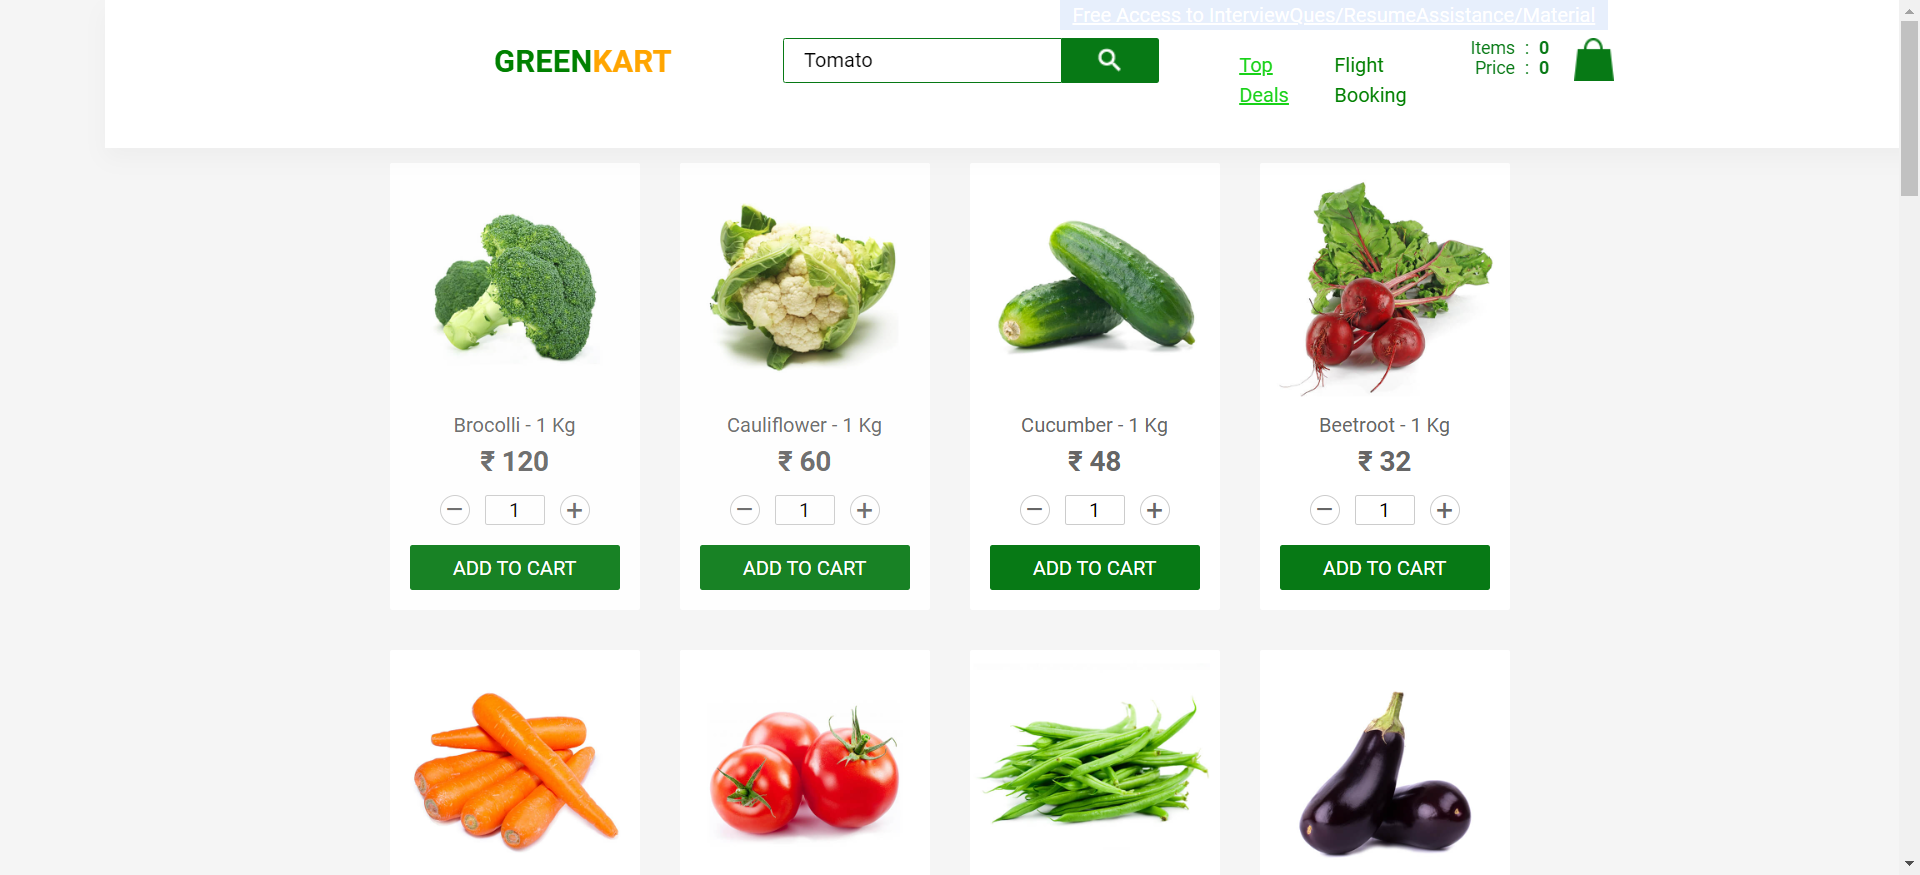 Free Access to InterviewQues/ResumeAssistance/Material
GREENKART
Tomato
Top Deals
Flight Booking
Items : 0
Price : 0
Brocolli - 1 Kg
₹ 120
1
ADD TO CART
Cauliflower - 1 Kg
₹ 60
1
ADD TO CART
Cucumber - 1 Kg
₹ 48
1
ADD TO CART
Beetroot - 1 Kg
₹ 32
1
ADD TO CART